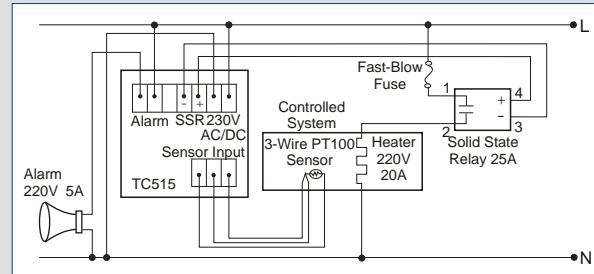 L
Fast-Blow
Fuse
1
4
+
−
2
3
Solid State
Relay 25A
Controlled
System
3-Wire PT100
Sensor
Heater
220V
20A
- +
Alarm SSR 230V
AC/DC
Sensor Input
TC515
Alarm
220V 5A
N